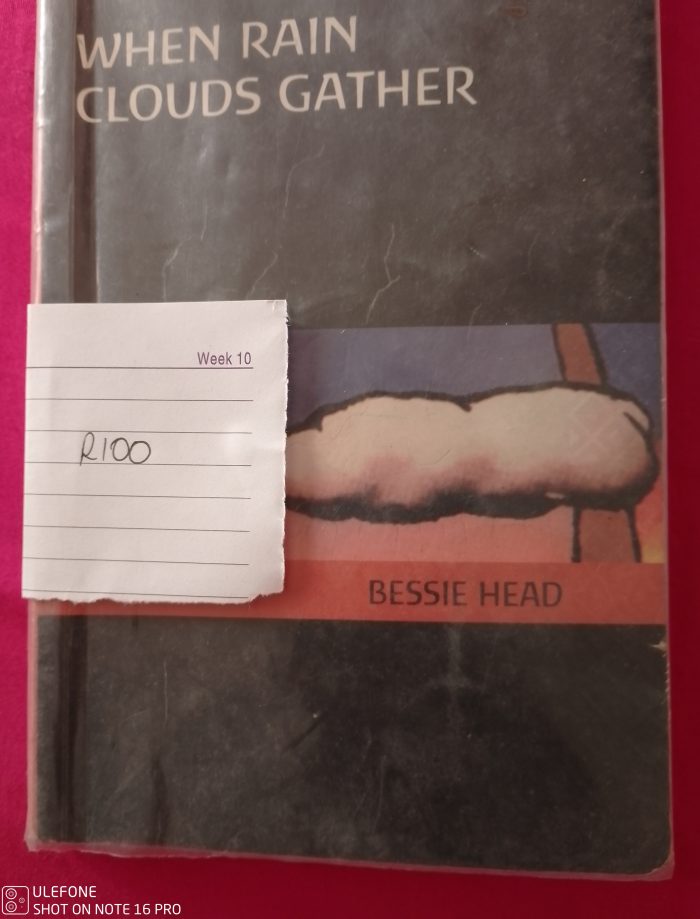 WHEN RAIN
CLOUDS GATHER
Week 10
R100
BESSIE HEAD
ULEFONE
SHOT ON NOTE 16 PRO